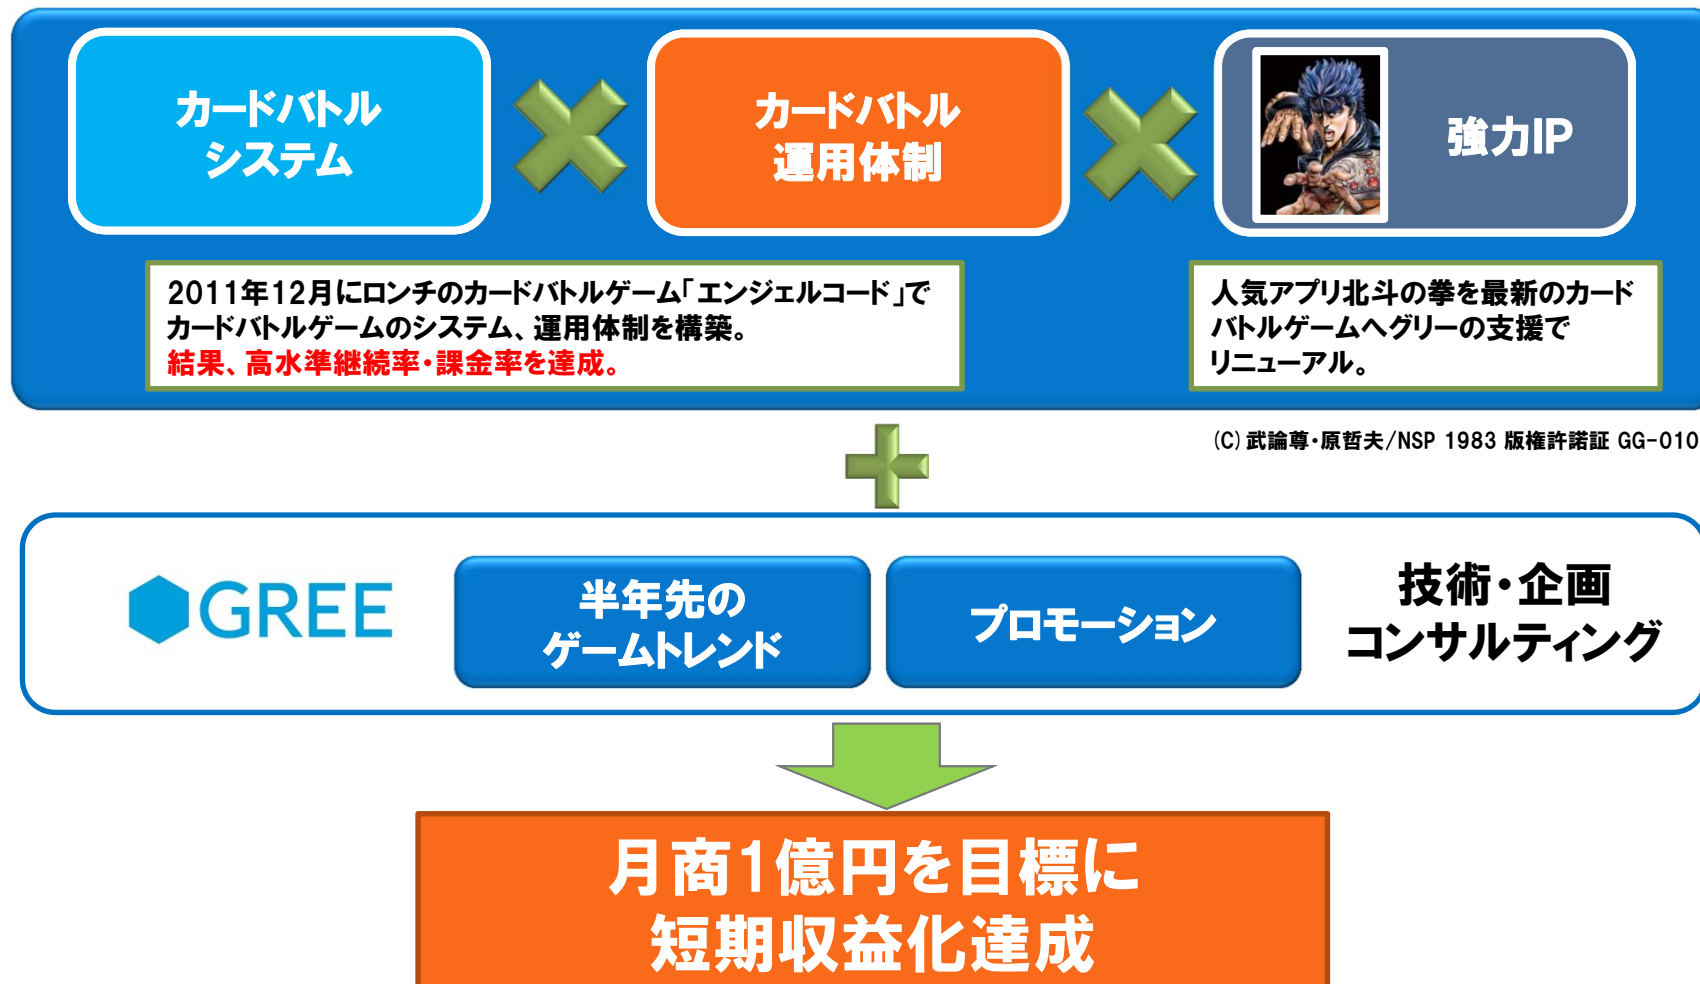 カードバトル
システム
カードバトル
運用体制
強力IP
2011年12月にロンチのカードバトルゲーム「エンジェルコード」で
カードバトルゲームのシステム、運用体制を構築。
結果、高水準継続率・課金率を達成。
人気アプリ北斗の拳を最新のカード
バトルゲームへグリーの支援で
リニューアル。
(C)武論尊・原哲夫/NSP 1983 版権許諾証 GG-010
GREE
半年先の
ゲームトレンド
プロモーション
技術・企画
コンサルティング
月商1億円を目標に
短期収益化達成